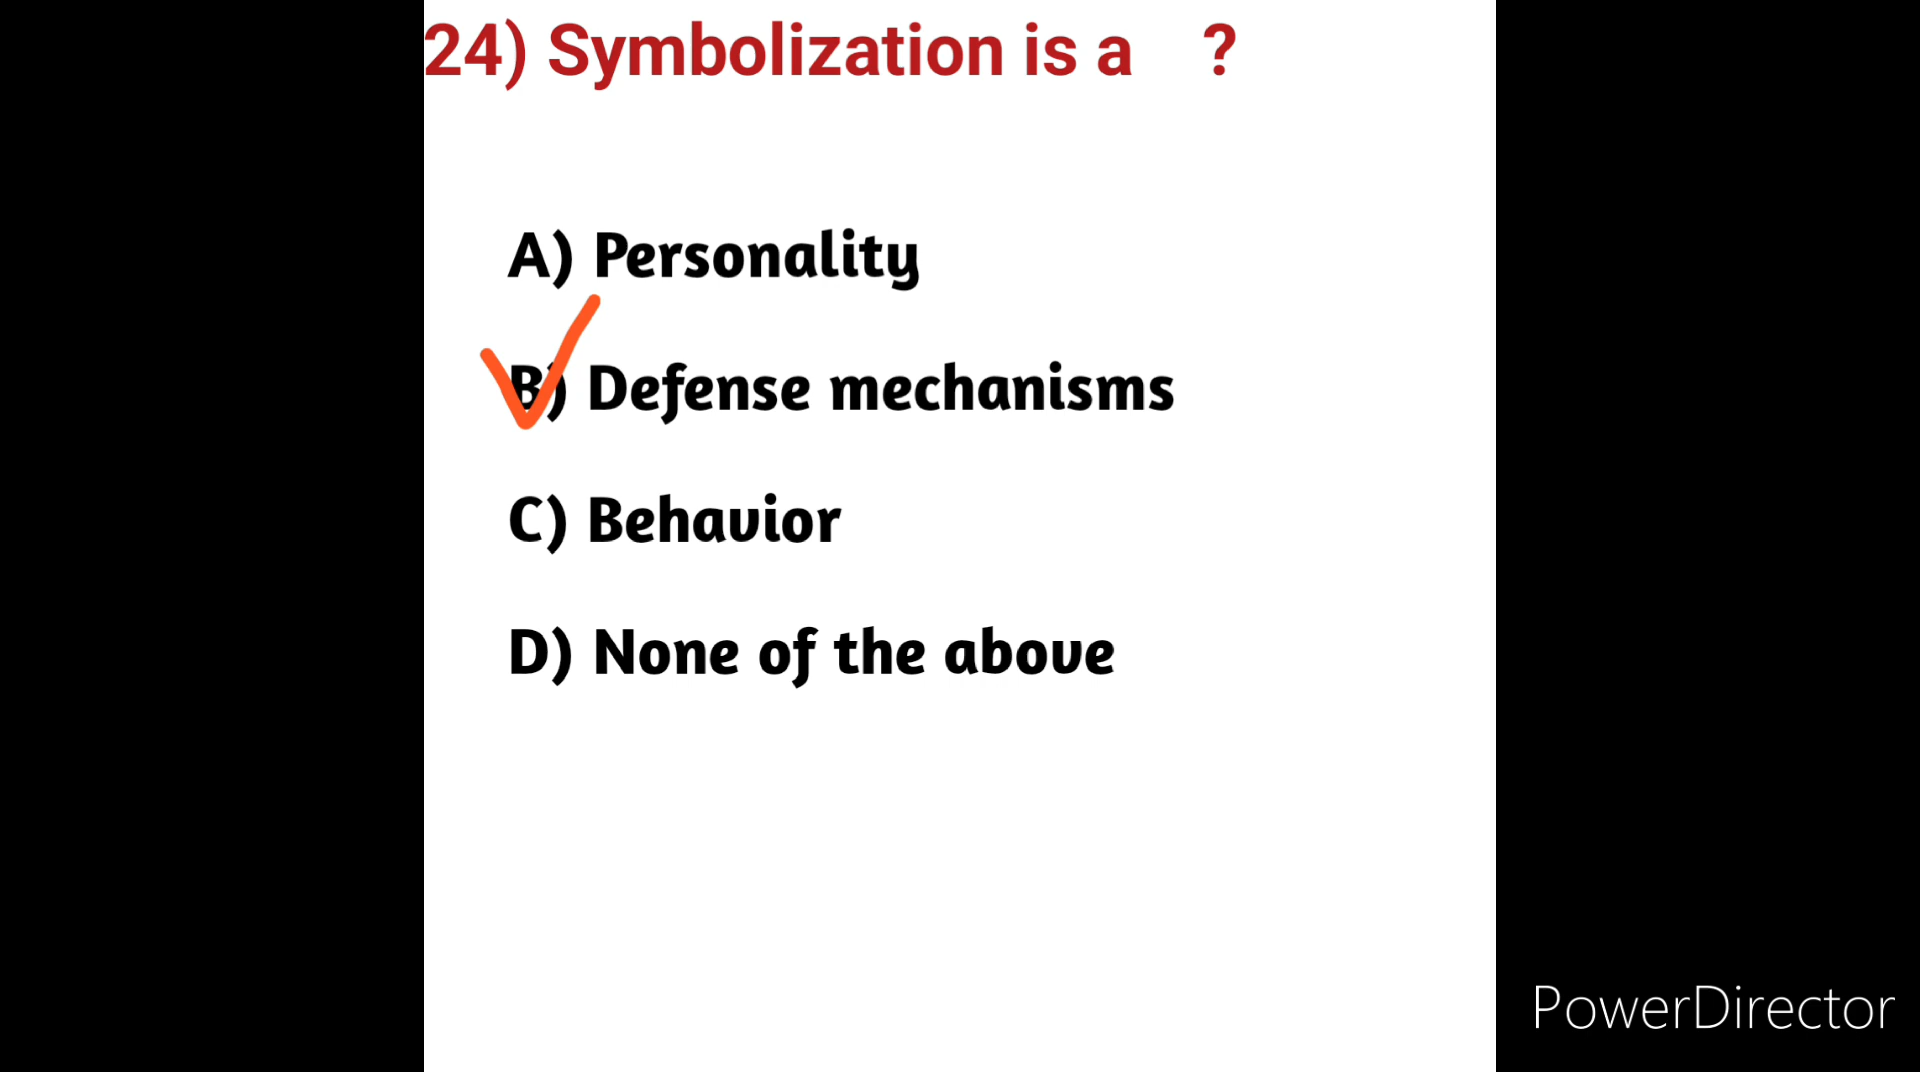 24) Symbolization is a ?
A) Personality
B) Defense mechanisms
C) Behavior
D) None of the above
PowerDirector